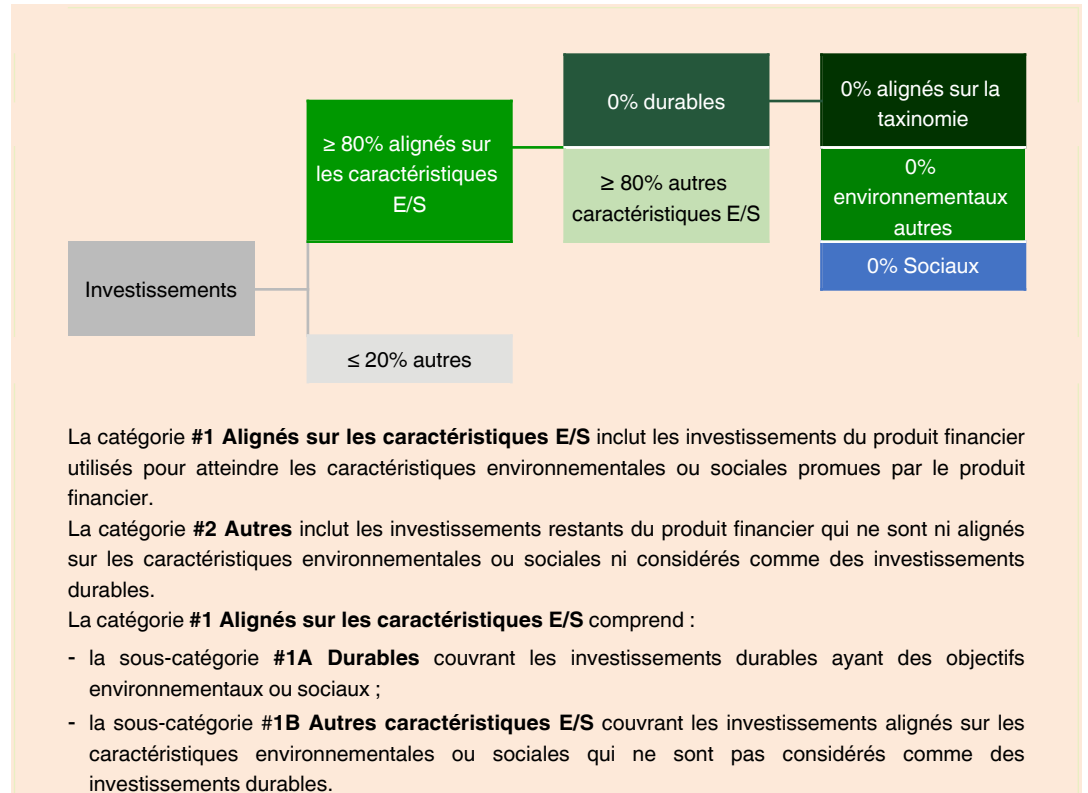 0% durables
0% alignés sur la
taxinomie
≥ 80% alignés sur
les caractéristiques
E/S
≥ 80% autres
caractéristiques E/S
0%
environnementaux
autres
0% Sociaux
Investissements
≤ 20% autres
La catégorie #1 Alignés sur les caractéristiques E/S inclut les investissements du produit financier
utilisés pour atteindre les caractéristiques environnementales ou sociales promues par le produit
financier.
La catégorie #2 Autres inclut les investissements restants du produit financier qui ne sont ni alignés
sur les caractéristiques environnementales ou sociales ni considérés comme des investissements
durables.
La catégorie #1 Alignés sur les caractéristiques E/S comprend :
- la sous-catégorie #1A Durables couvrant les investissements durables ayant des objectifs
environnementaux ou sociaux ;
- la sous-catégorie #1B Autres caractéristiques E/S couvrant les investissements alignés sur les
caractéristiques environnementales ou sociales qui ne sont pas considérés comme des
investissements durables.